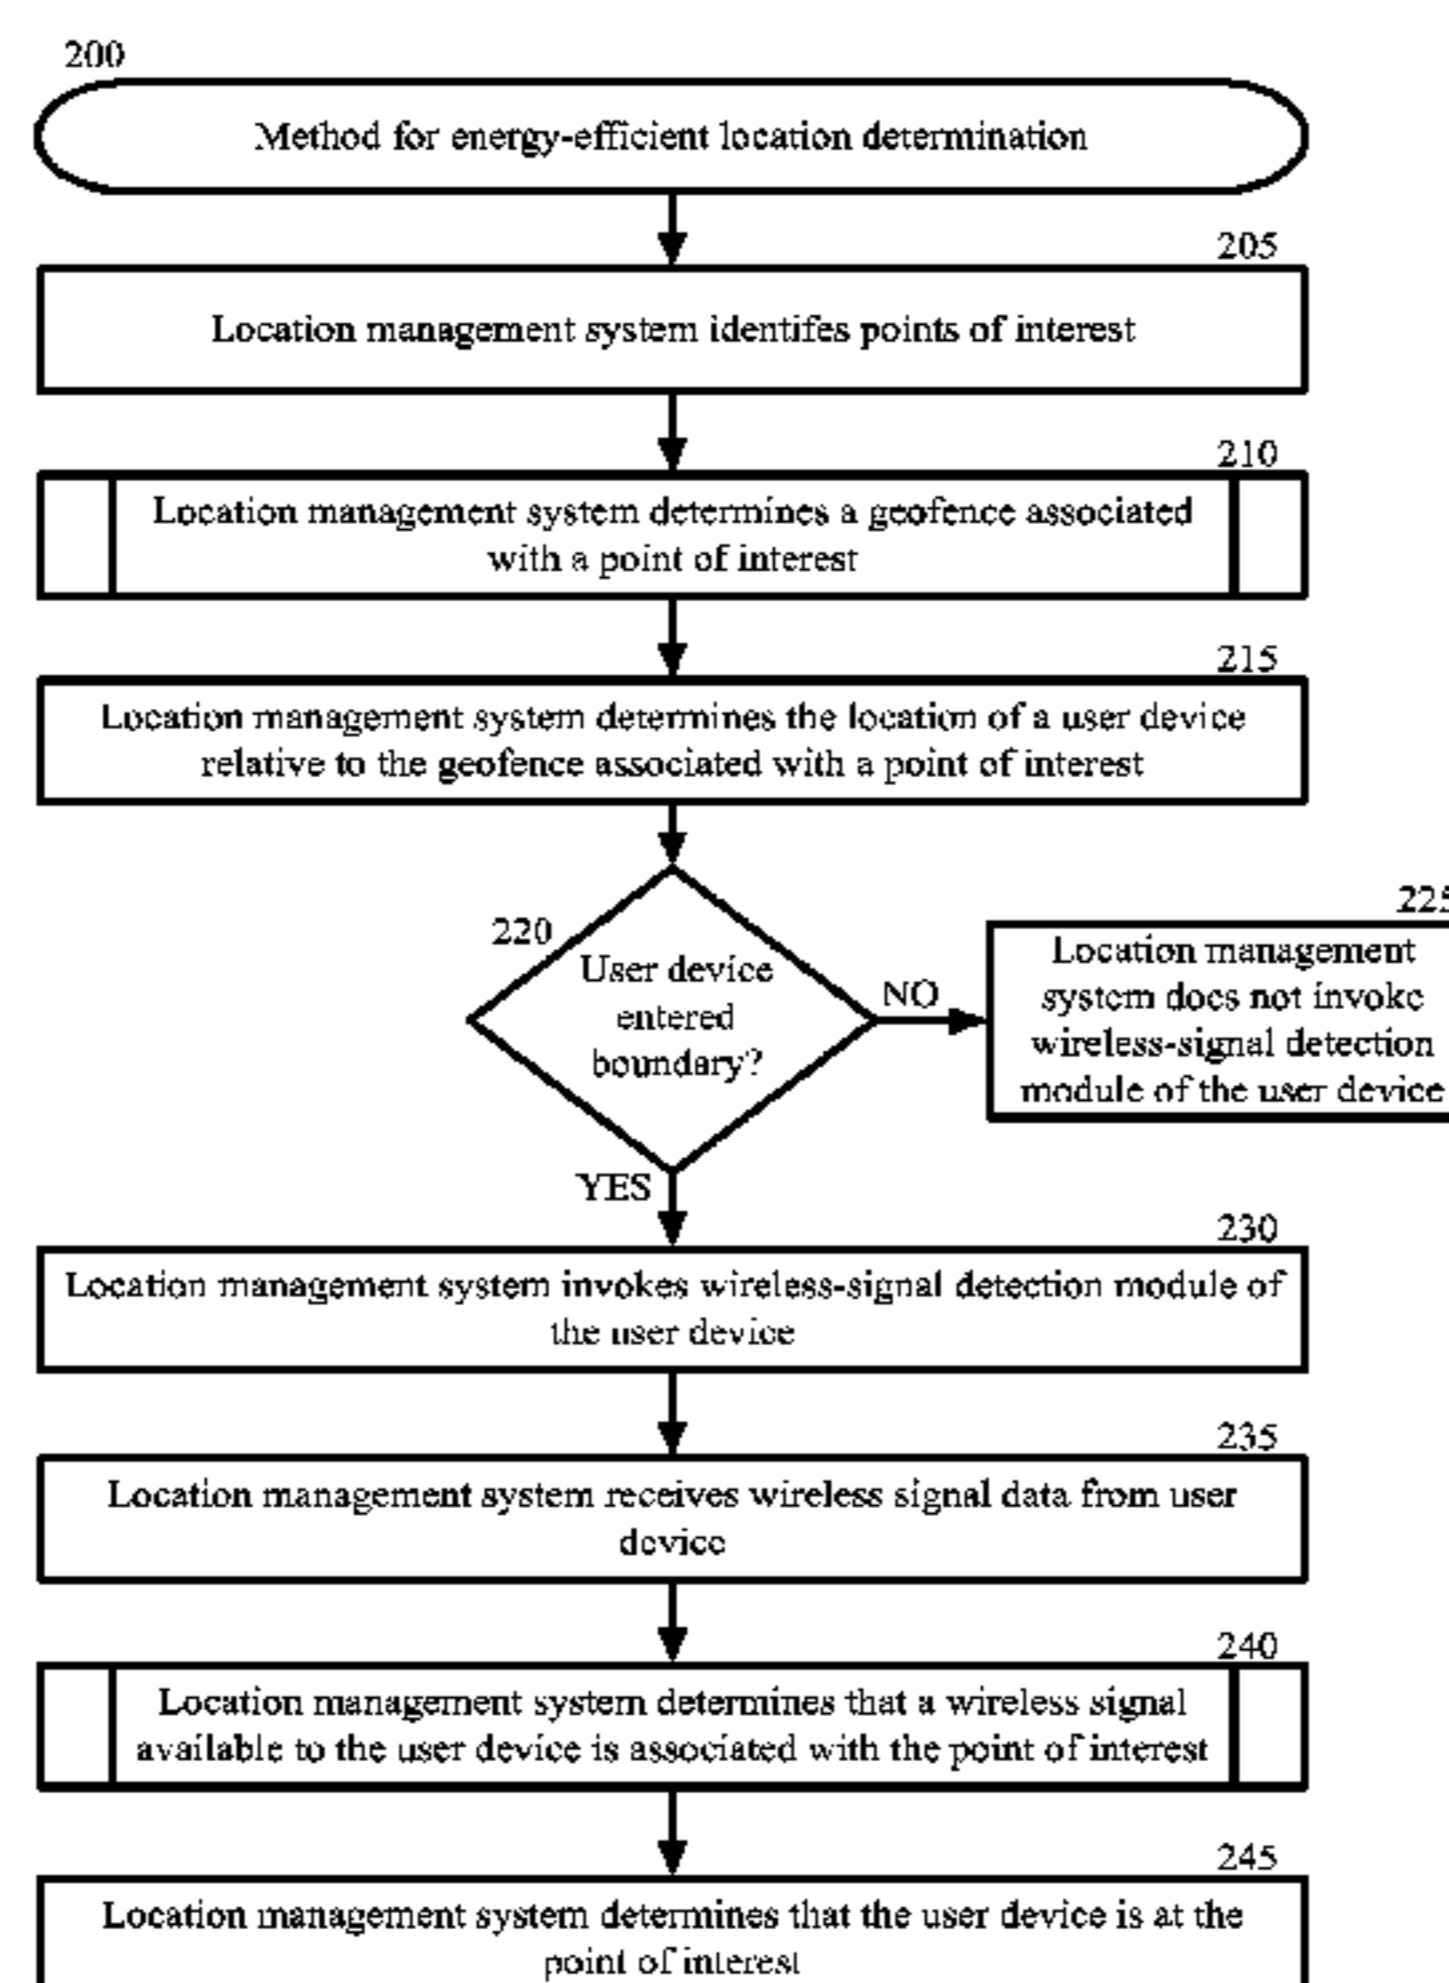 200
Method for energy-efficient location determination
205
Location management system identifes points of interest
210
Location management system determines a geofence associated
with a point of interest
215
Location management system determines the location of a user device
relative to the geofence associated with a point of interest
220
User device
entered
boundary?
NO
225
Location management
system does not invoke
wireless-signal detection
module of the user device
YES
230
Location management system invokes wireless-signal detection module of
the user device
235
Location management system receives wireless signal data from user
device
240
Location management system determines that a wireless signal
available to the user device is associated with the point of interest
245
Location management system determines that the user device is at the
point of interest